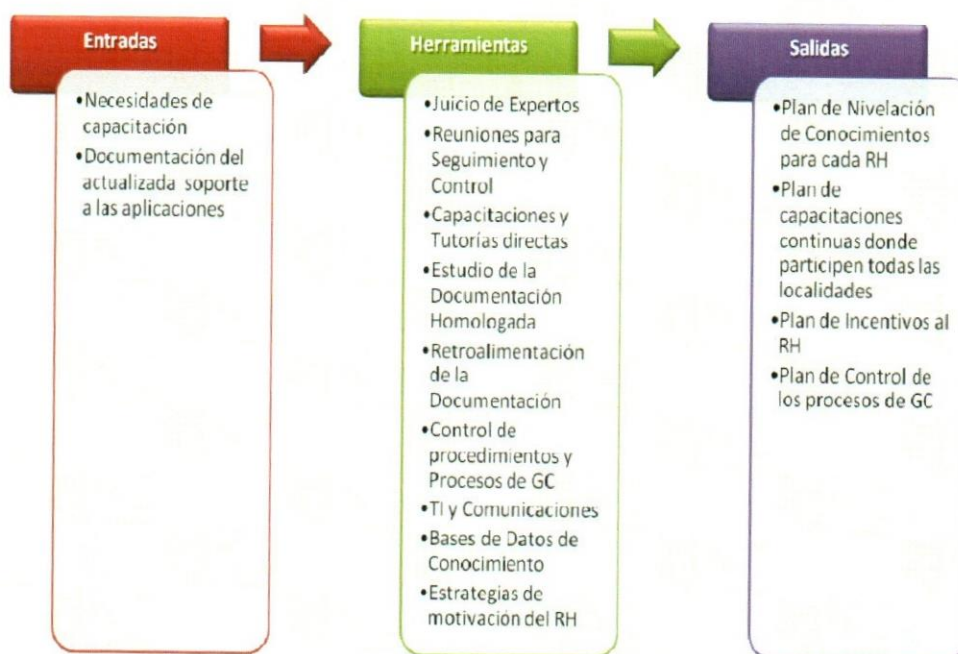 Entradas
•Necesidades de
capacitación
•Documentación del
actualizada soporte
a las aplicaciones
Herramientas
•Juicio de Expertos
•Reuniones para
Seguimiento y
Control
•Capacitaciones y
Tutorías directas
•Estudio de la
Documentación
Homologada
•Retroalimentación
de la
Documentación
•Control de
procedimientos y
Procesos de GC
•TI y Comunicaciones
•Bases de Datos de
Conocimiento
•Estrategias de
motivación del RH
Salidas
•Plan de Nivelación
de Conocimientos
para cada RH
•Plan de
capacitaciones
continuas donde
participen todas las
localidades
•Plan de Incentivos al
RH
•Plan de Control de
los procesos de GC